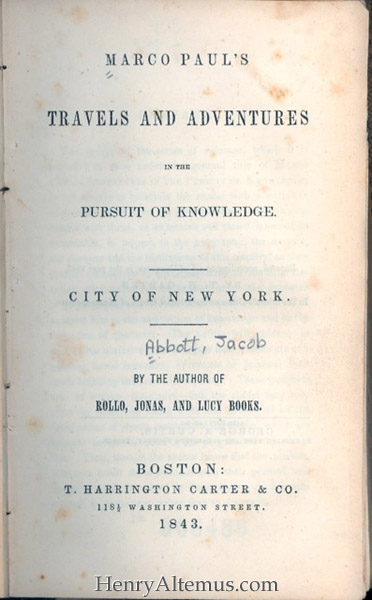 MARCO PAUL'S
TRAVELS AND ADVENTURES
IN THE
PURSUIT OF KNOWLEDGE.
CITY OF NEW YORK.
Abbott, Jacob
BY THE AUTHOR OF
ROLLO, JONAS, AND LUCY BOOKS.
BOSTON:
T. HARRINGTON CARTER & CO.
118½ WASHINGTON STREET.
1843.
HenryAltemus.com